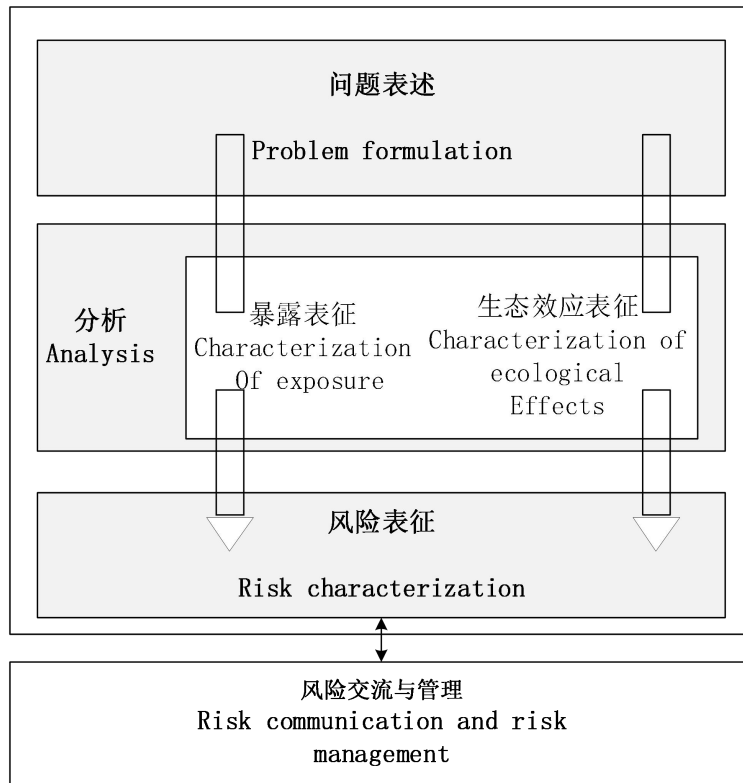 问题表述
Problem formulation
分析
Analysis
暴露表征
Characterization
Of exposure
生态效应表征
Characterization of
ecological
Effects
风险表征
Risk characterization
风险交流与管理
Risk communication and risk
management